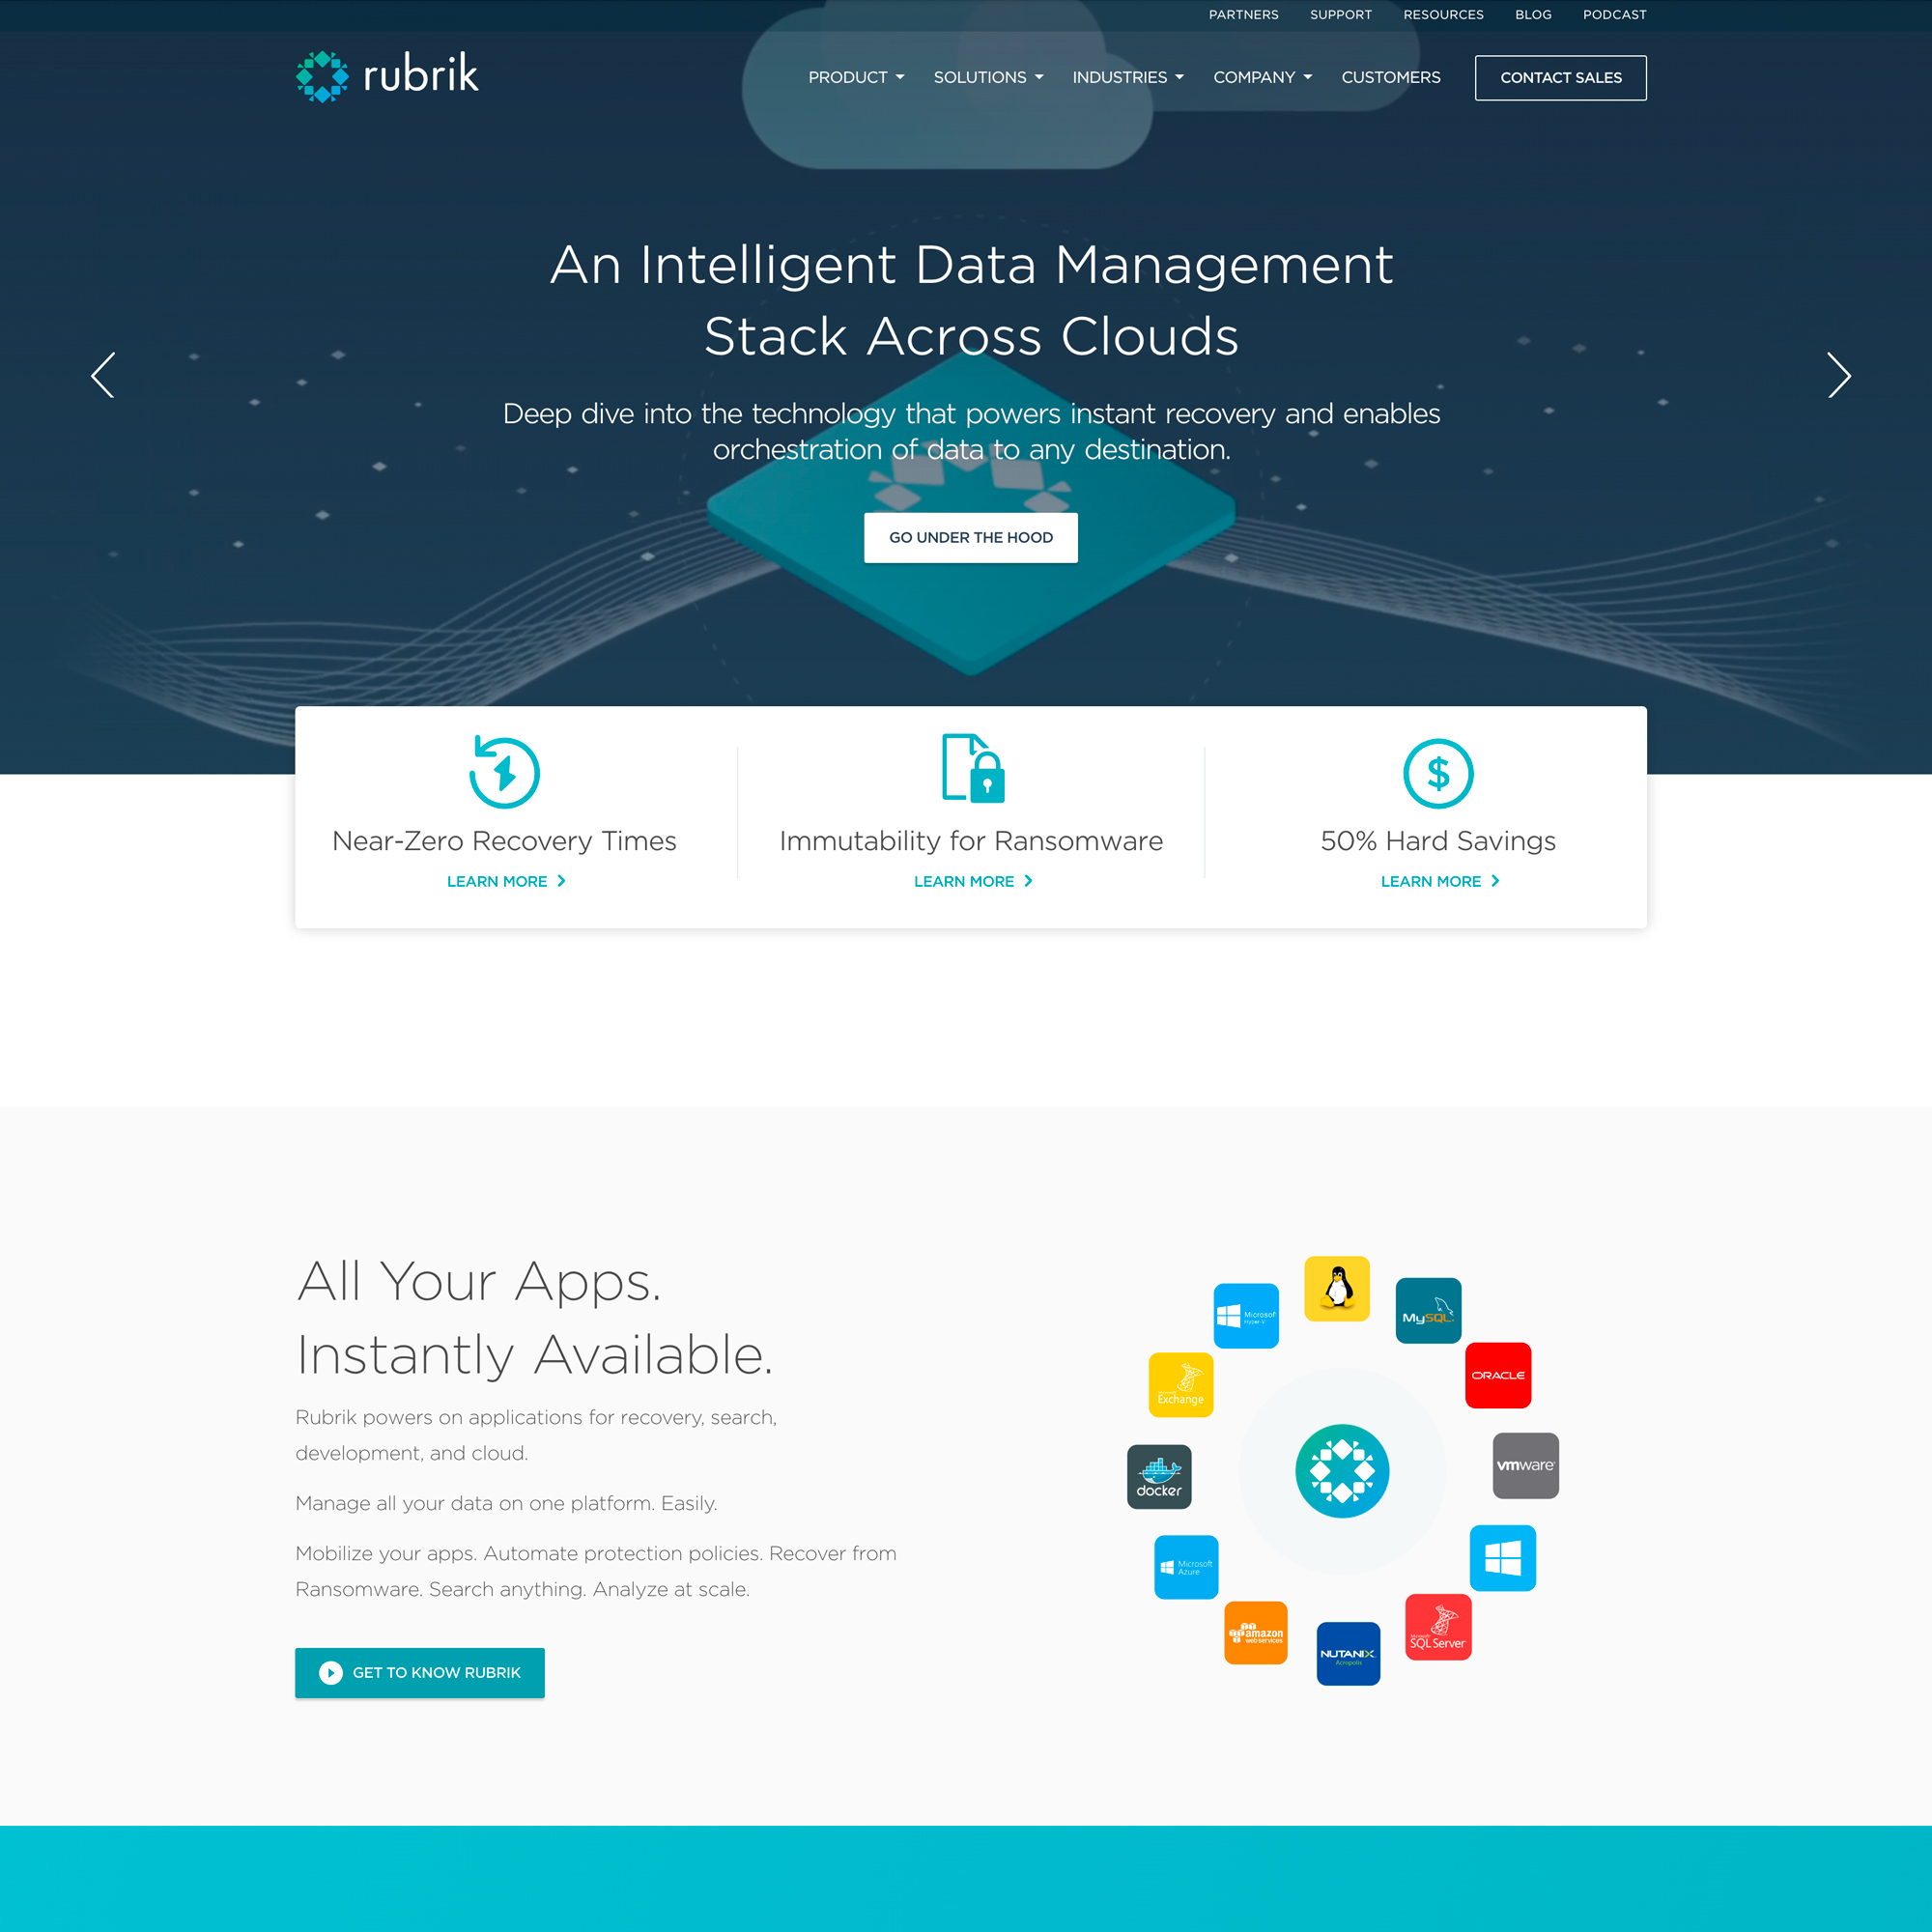 PARTNERS SUPPORT RESOURCES BLOG PODCAST
rubrik
PRODUCT SOLUTIONS INDUSTRIES COMPANY CUSTOMERS CONTACT SALES
An Intelligent Data Management
Stack Across Clouds
Deep dive into the technology that powers instant recovery and enables
orchestration of data to any destination.
GO UNDER THE HOOD
Near-Zero Recovery Times
LEARN MORE
Immutability for Ransomware
LEARN MORE
$
50% Hard Savings
LEARN MORE
All Your Apps.
Instantly Available.
Rubrik powers on applications for recovery, search,
development, and cloud.
Manage all your data on one platform. Easily.
Mobilize your apps. Automate protection policies. Recover from
Ransomware. Search anything. Analyze at scale.
GET TO KNOW RUBRIK
Microsof
Hyper-V
MySQL
ORACLE
Exchange
vmware
docker
Microsoft
Azure
amazon
webservices
NUTANIX
Acropolis
Microsoft
SQL Server